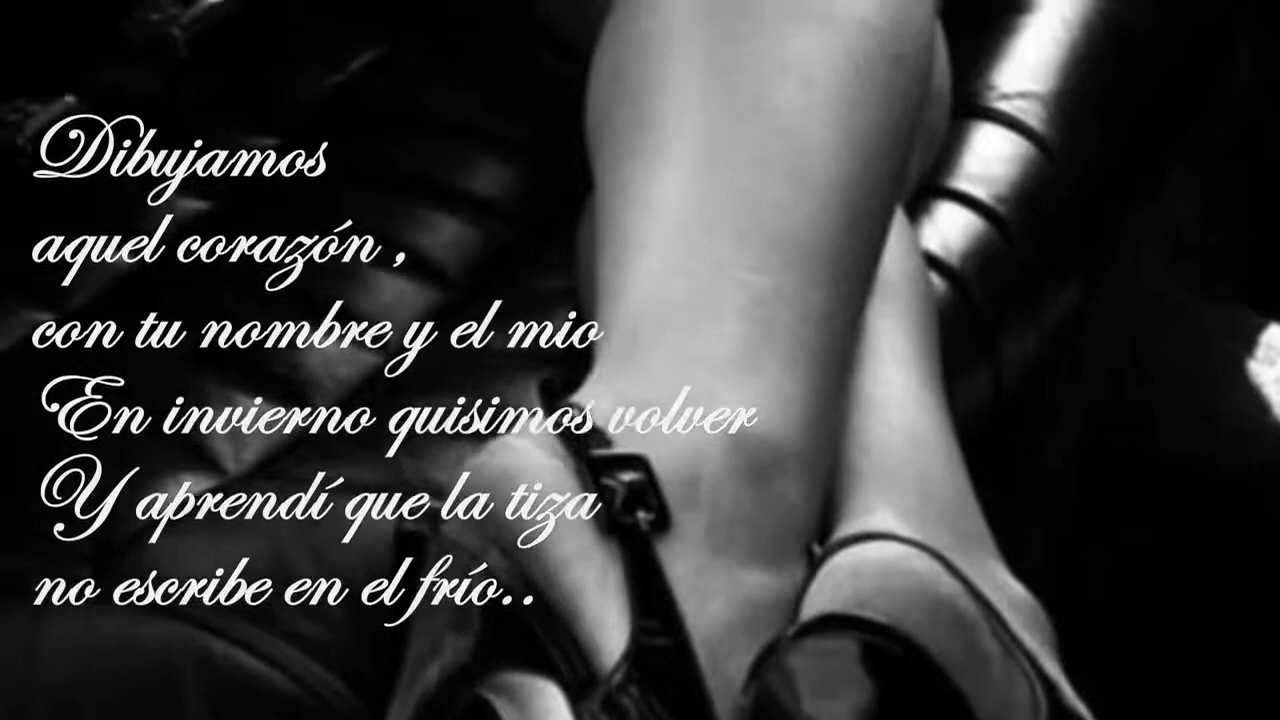 Dibujamos
aquel corazón ,
con tu nombre y el mio
En invierno quisimos volver
Y aprendí que la tiza
no escribe en el frío..